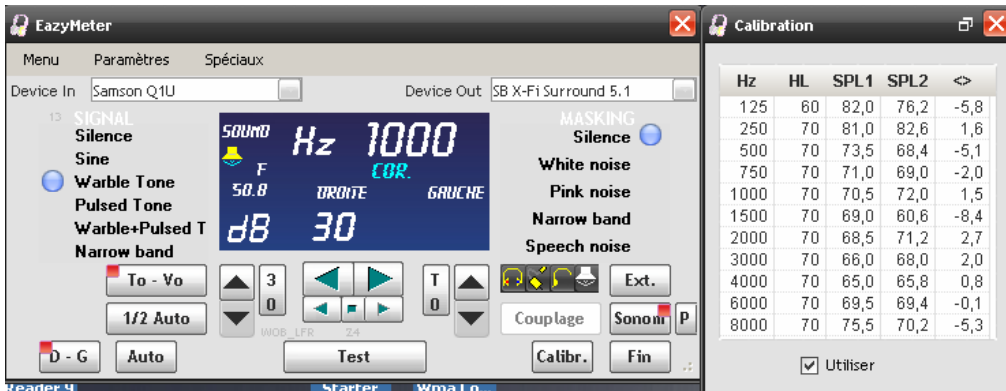 EazyMeter
Calibration
Menu Paramètres Spéciaux
Device In Samson Q1U Device Out SB X-Fi Surround 5.1
13 SIGNAL
Silence
Sine
Warble Tone
Pulsed Tone
Warble+Pulsed T
Narrow band
SOUND Hz 1000
F COR.
50.8 DROITE GAUCHE
dB 30
MASKING
Silence
White noise
Pink noise
Narrow band
Speech noise
To - Vo 3 0 T 0 Ext.
1/2 Auto Couplage Sonom P
WOB_LFR Z4
D - G Auto Test Calibr. Fin
Hz HL SPL1 SPL2 <>
125 60 82,0 76,2 -5,8
250 70 81,0 82,6 1,6
500 70 73,5 68,4 -5,1
750 70 71,0 69,0 -2,0
1000 70 70,5 72,0 1,5
1500 70 69,0 60,6 -8,4
2000 70 68,5 71,2 2,7
3000 70 66,0 68,0 2,0
4000 70 65,0 65,8 0,8
6000 70 69,5 69,4 -0,1
8000 70 75,5 70,2 -5,3
Utiliser
Reader 9 Starter